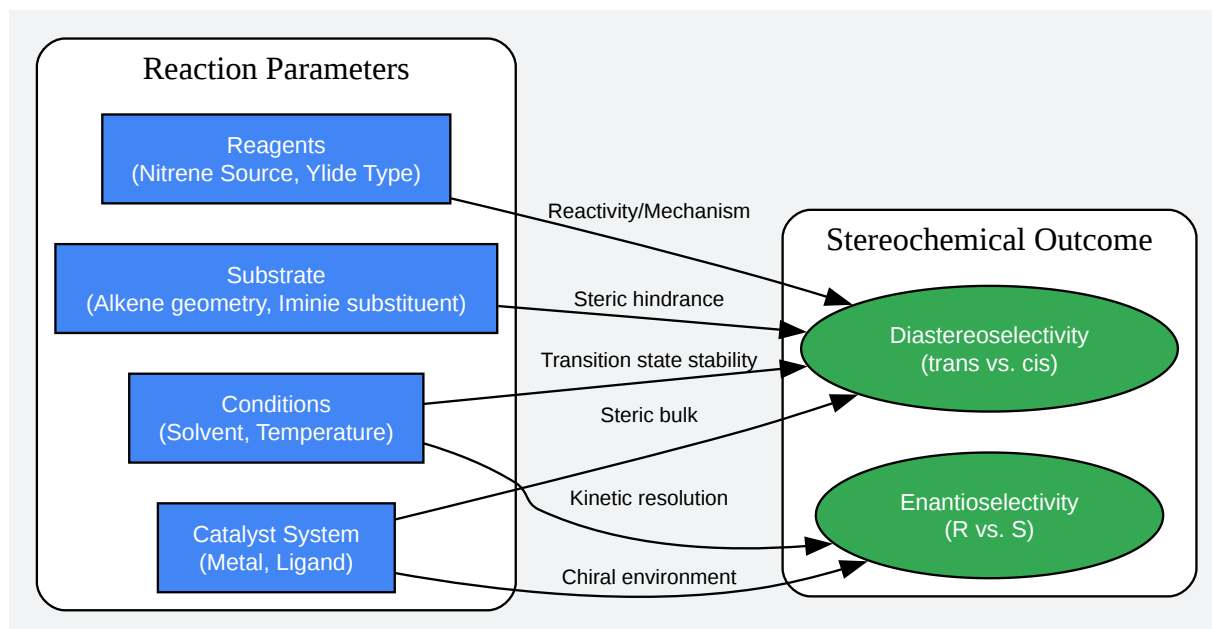 Reaction Parameters
Reagents
(Nitrene Source, Ylide Type)
Substrate
(Alkene geometry, Iminie substituent)
Conditions
(Solvent, Temperature)
Catalyst System
(Metal, Ligand)
Reactivity/Mechanism
Steric hindrance
Transition state stability
Steric bulk
Kinetic resolution
Chiral environment
Stereochemical Outcome
Diastereoselectivity
(trans vs. cis)
Enantioselectivity
(R vs. S)